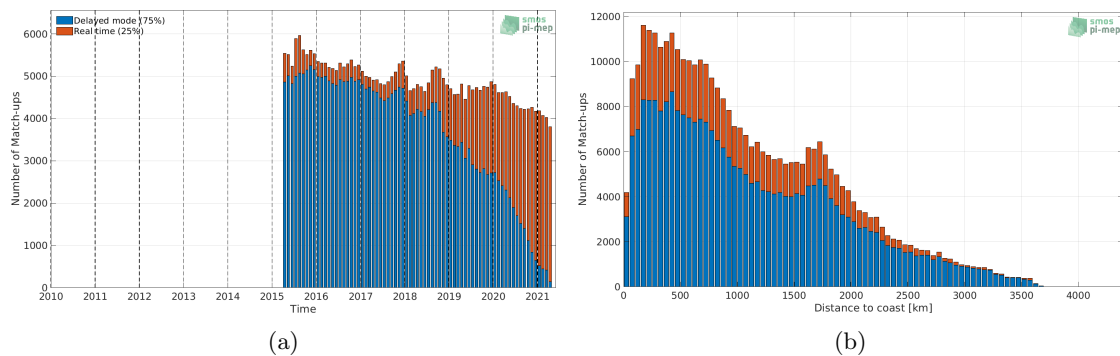 Delayed mode (75%)
Real time (25%)
smos
pi-mep
Number of Match-ups
6000
5000
4000
3000
2000
1000
0
2010 2011 2012 2013 2014 2015 2016 2017 2018 2019 2020 2021
Time
(a)
smos
pi-mep
Number of Match-ups
12000
10000
8000
6000
4000
2000
0
0 500 1000 1500 2000 2500 3000 3500 4000
Distance to coast [km]
(b)